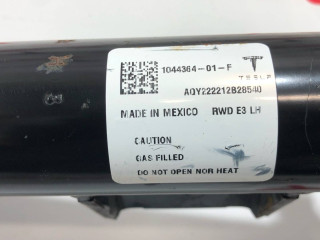 1044364-01-F
TESLA
AQY222212B28540
MADE IN MEXICO RWD E3 LH
CAUTION
GAS FILLED
DO NOT OPEN NOR HEAT